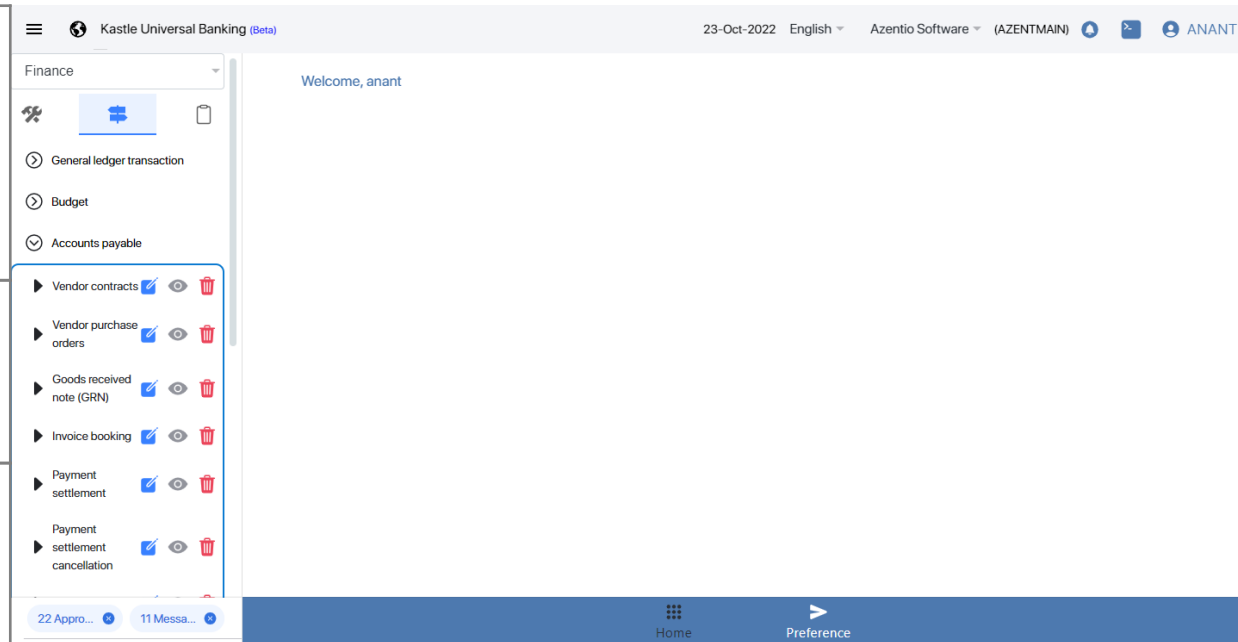 Kastle Universal Banking (Beta) 23-Oct-2022 English Azentio Software (AZENTMAIN) ANANT
Finance
Welcome, anant
General ledger transaction
Budget
Accounts payable
Vendor contracts
Vendor purchase
orders
Goods received
note (GRN)
Invoice booking
Payment
settlement
Payment
settlement
cancellation
22 Appro... 11 Messa...
Home Preference